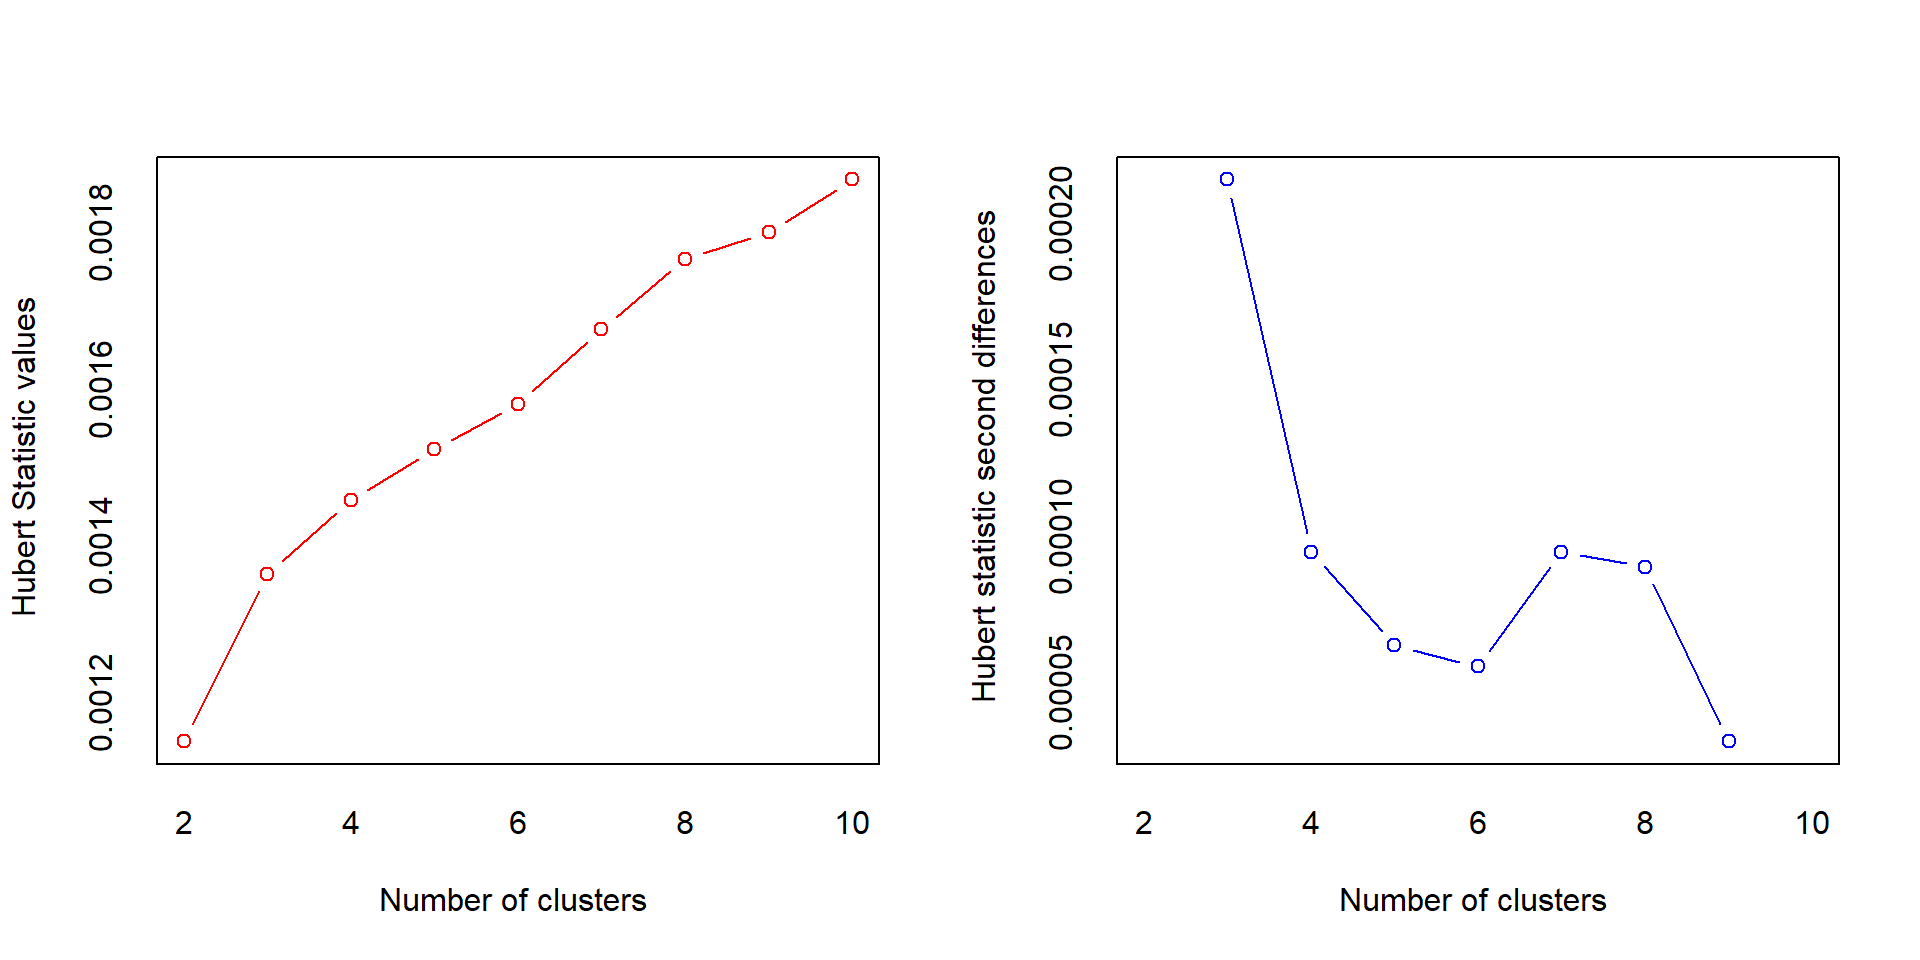 Hubert Statistic values
0.0018
0.0016
0.0014
0.0012
2 4 6 8 10
Number of clusters
Hubert statistic second differences
0.00020
0.00015
0.00010
0.00005
2 4 6 8 10
Number of clusters